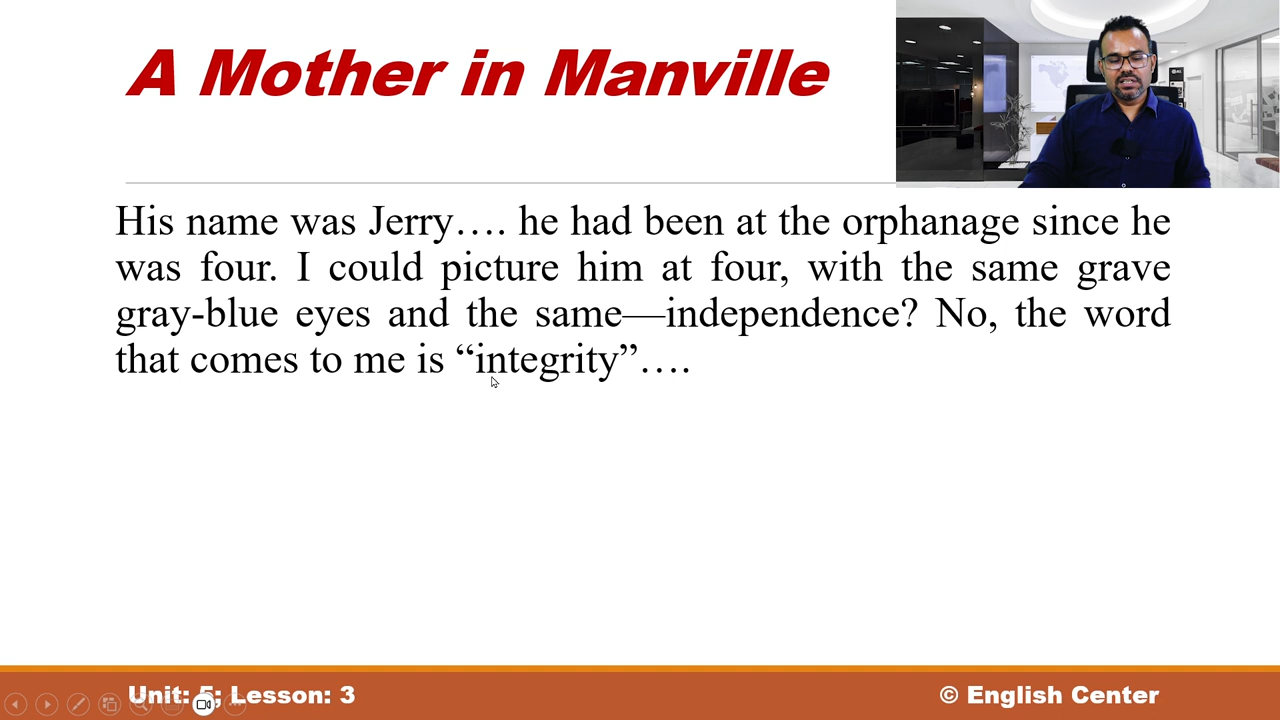 A Mother in Manville
His name was Jerry…. he had been at the orphanage since he
was four. I could picture him at four, with the same grave
gray-blue eyes and the same—independence? No, the word
that comes to me is “integrity”….
Unit: 5; Lesson: 3
© English Center